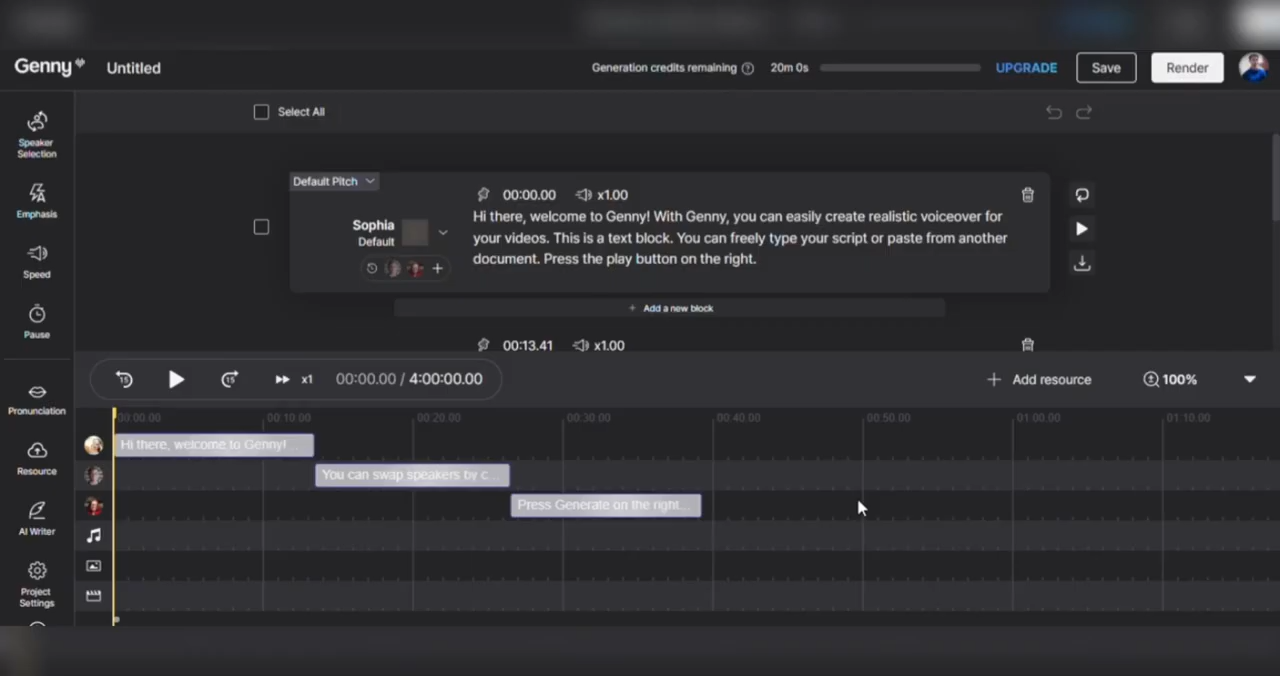 Genny
Untitled
Generation credits remaining
20m 0s
UPGRADE
Save
Render
Select All
Speaker
Selection
Emphasis
Speed
Pause
Pronunciation
Resource
AI Writer
Project
Settings
Default Pitch
00:00.00
x1.00
Sophia
Default
Hi there, welcome to Genny! With Genny, you can easily create realistic voiceover for
your videos. This is a text block. You can freely type your script or paste from another
document. Press the play button on the right.
+ Add a new block
00:13.41
x1.00
15
15
x1
00:00.00 / 4:00:00.00
+ Add resource
100%
00:00.00 00:10.00 00:20.00 00:30.00 00:40.00 00:50.00 01:00.00 01:10.00
Hi there, welcome to Genny! ...
You can swap speakers by c...
Press Generate on the right...